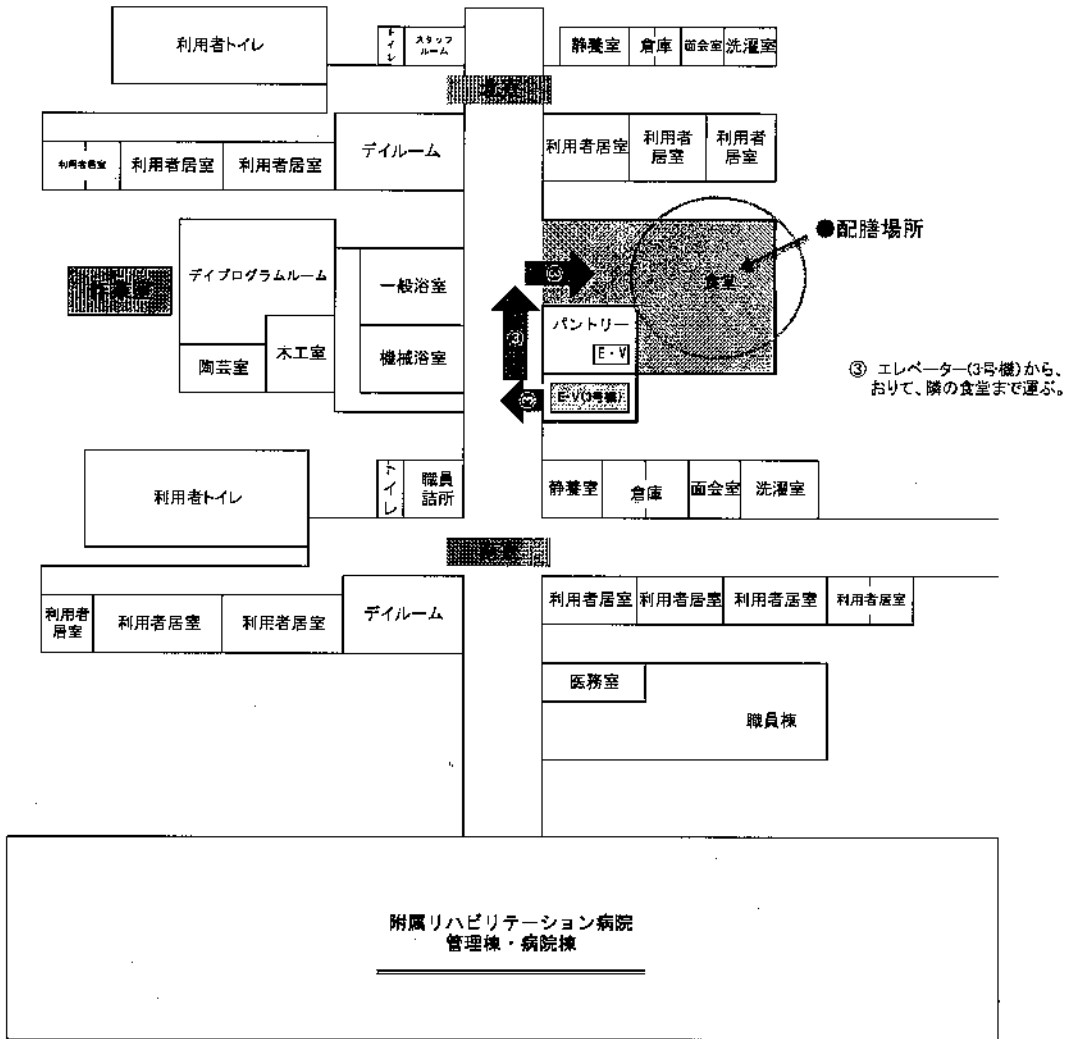 利用者トイレ
トイレ
スタッフ
ルーム
静養室
倉庫
面会室
洗濯室
利用者居室
利用者居室
利用者居室
デイルーム
利用者居室
利用者
居室
利用者
居室
●配膳場所
食堂
デイプログラムルーム
一般浴室
パントリー
E・V
③
木工室
陶芸室
機械浴室
E・V(3号機)
③ エレベーター(3号機)から、
おりて、隣の食堂まで運ぶ。
利用者トイレ
トイレ
職員
詰所
静養室
倉庫
面会室
洗濯室
利用者
居室
利用者居室
利用者居室
デイルーム
利用者居室
利用者居室
利用者居室
利用者居室
医務室
職員棟
附属リハビリテーション病院
管理棟・病院棟